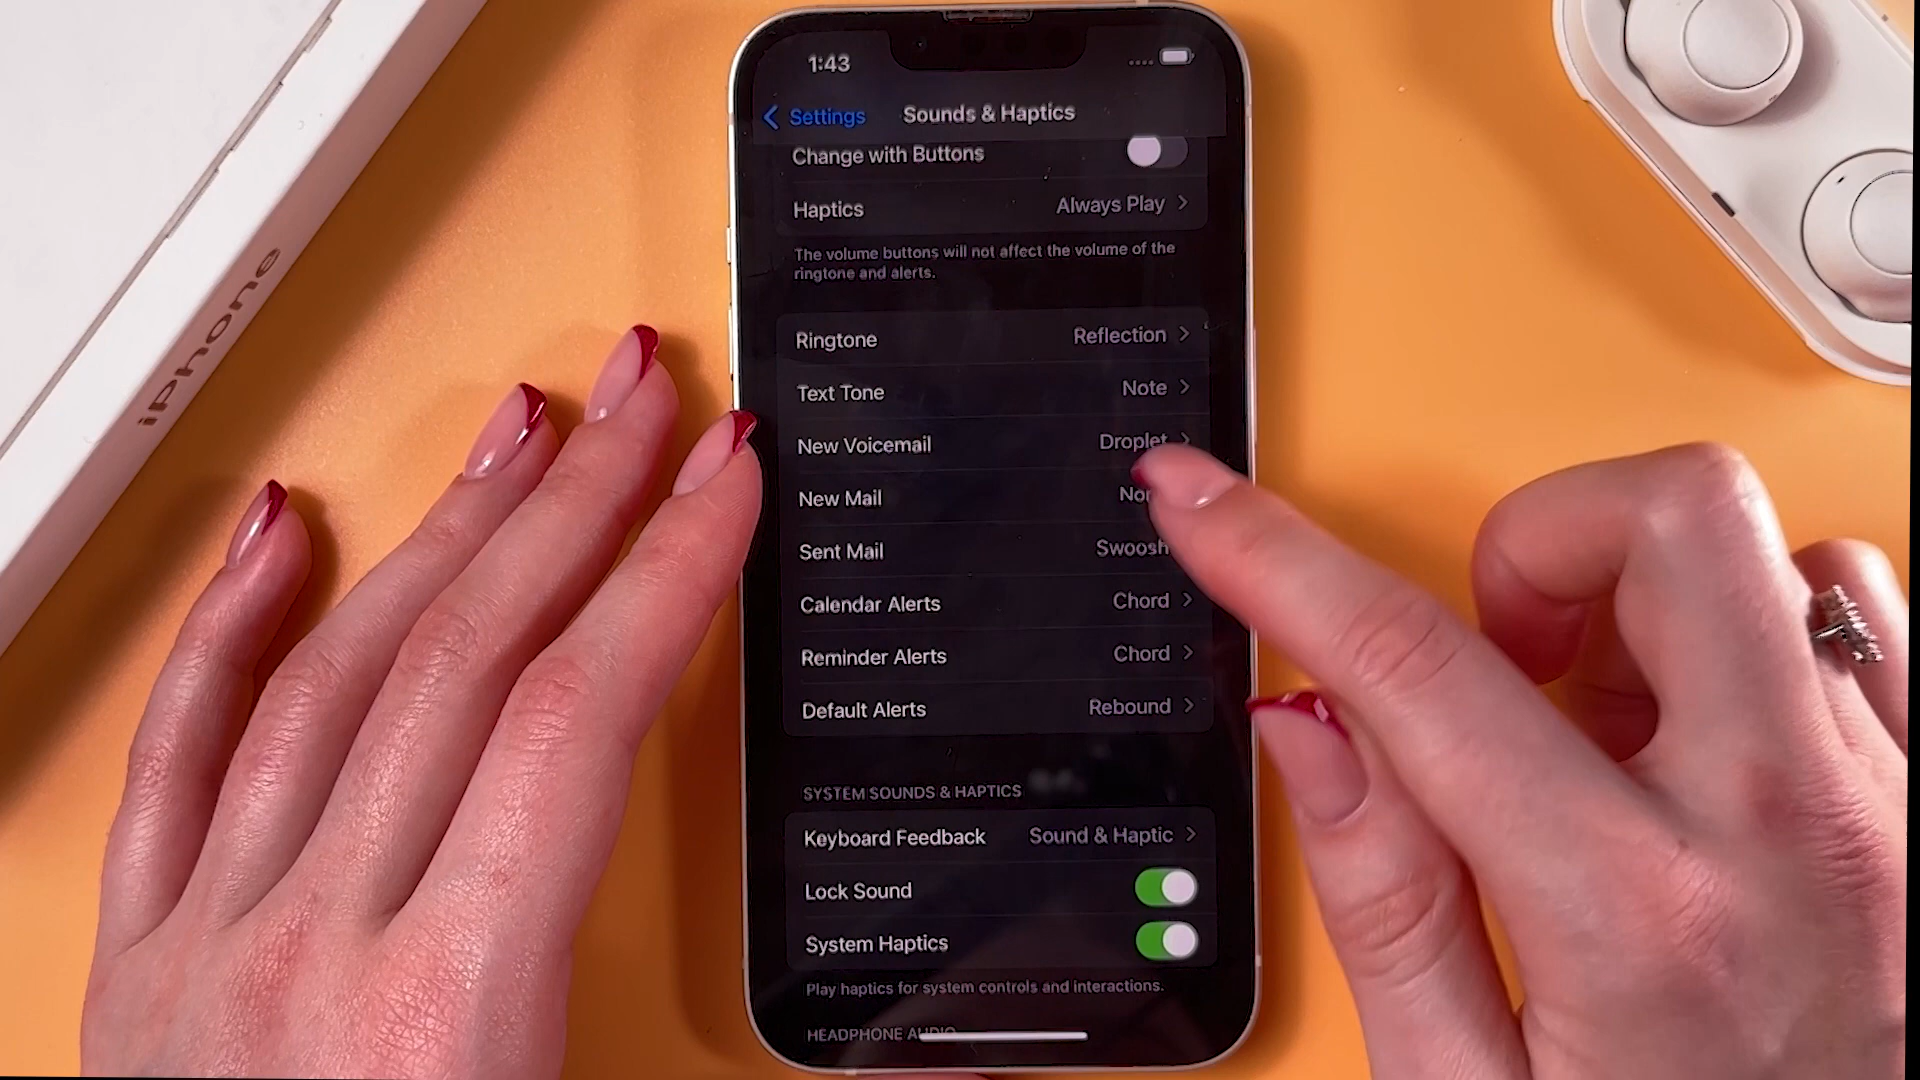 iPhone
1:43
Settings
Sounds & Haptics
Change with Buttons
Haptics Always Play
The volume buttons will not affect the volume of the
ringtone and alerts.
Ringtone Reflection
Text Tone Note
New Voicemail Droplet
New Mail
Sent Mail Swoosh
Calendar Alerts Chord
Reminder Alerts Chord
Default Alerts Rebound
SYSTEM SOUNDS & HAPTICS
Keyboard Feedback Sound & Haptic
Lock Sound
System Haptics
Play haptics for system controls and interactions.
HEADPHONE AUDIO